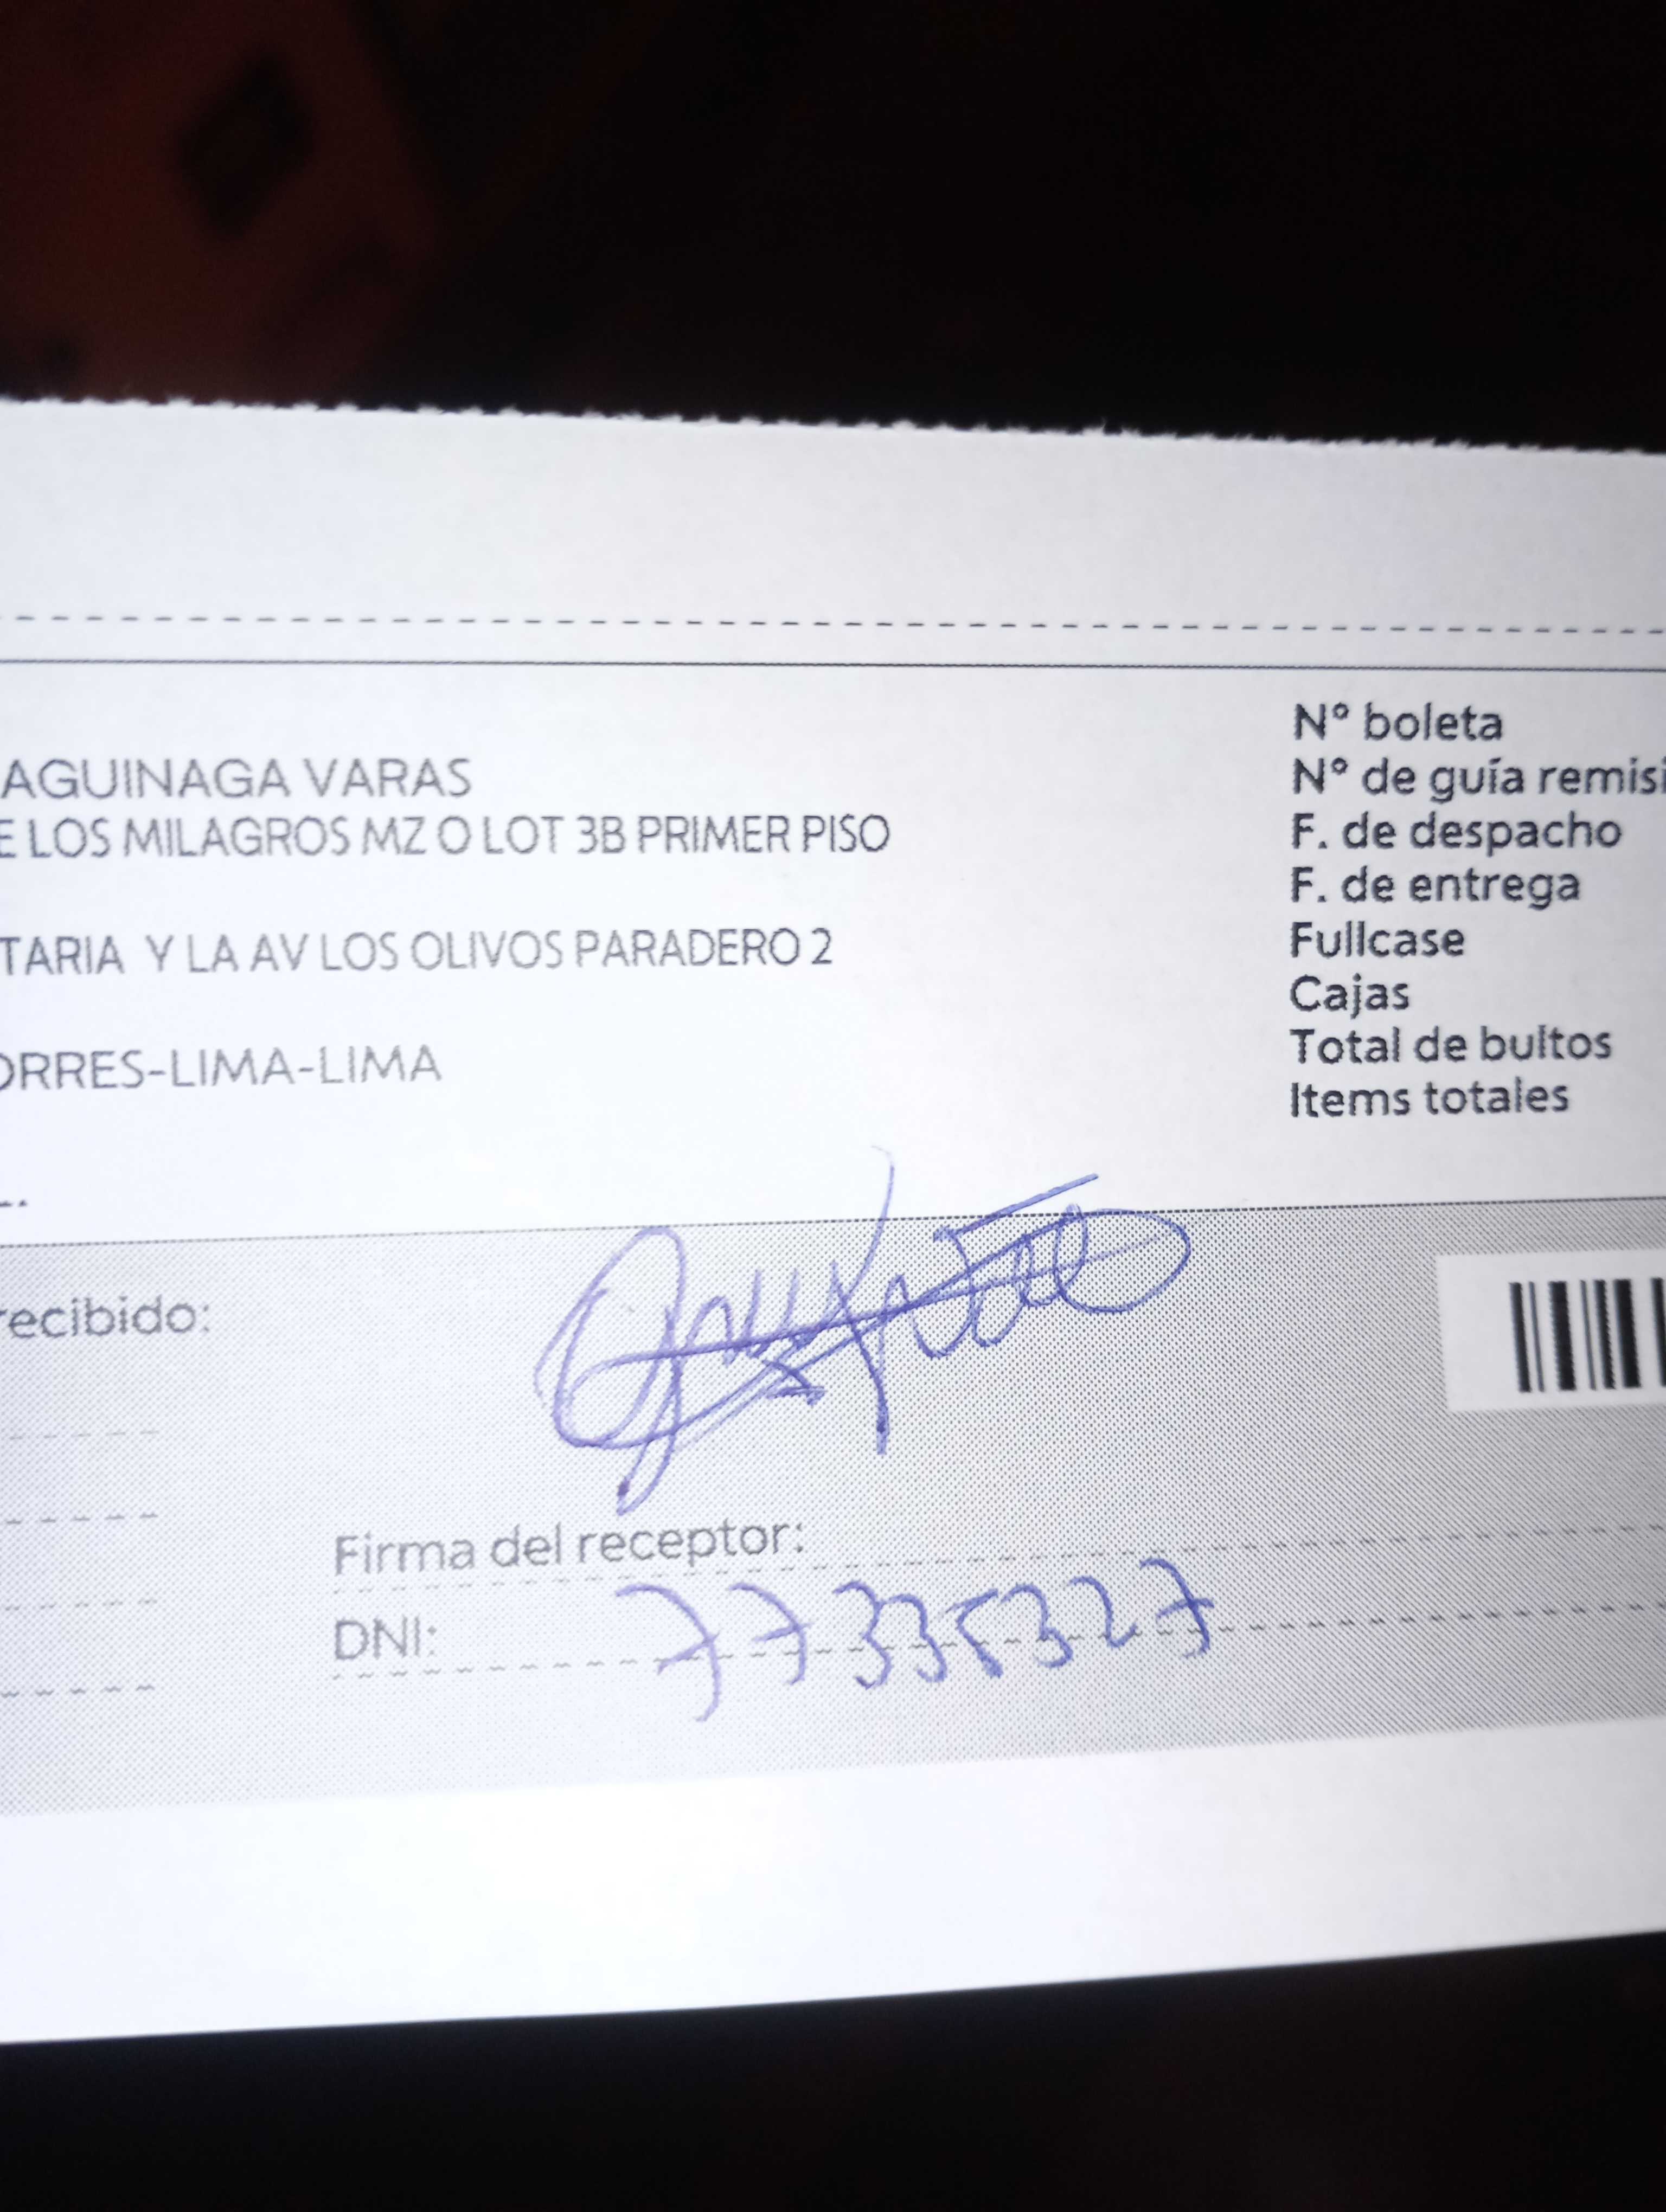 AGUINAGA VARAS
E LOS MILAGROS MZ O LOT 3B PRIMER PISO
TARIA Y LA AV LOS OLIVOS PARADERO 2
ORRES-LIMA-LIMA
N° boleta
N° de guía remisi
F. de despacho
F. de entrega
Fullcase
Cajas
Total de bultos
Items totales
recibido:
Firma del receptor:
DNI: 77335327